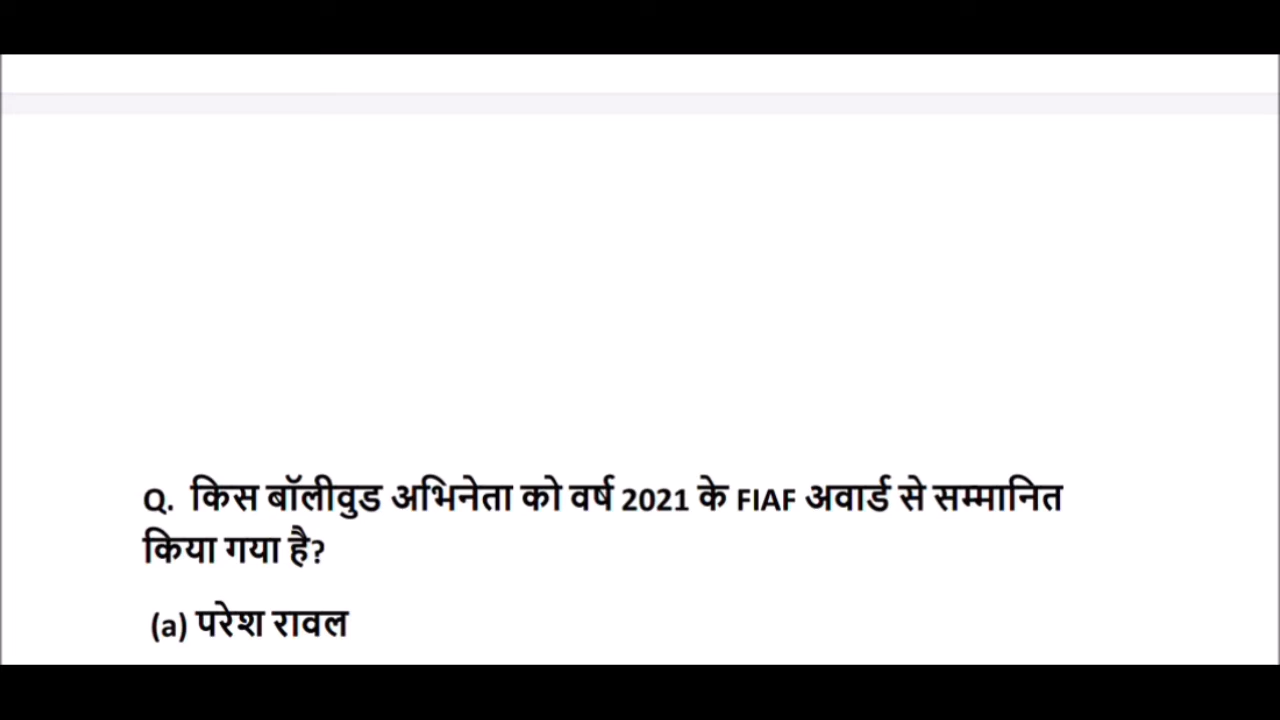 Q. किस बॉलीवुड अभिनेता को वर्ष 2021 के FIAF अवार्ड से सम्मानित
किया गया है?
(a) परेश रावल